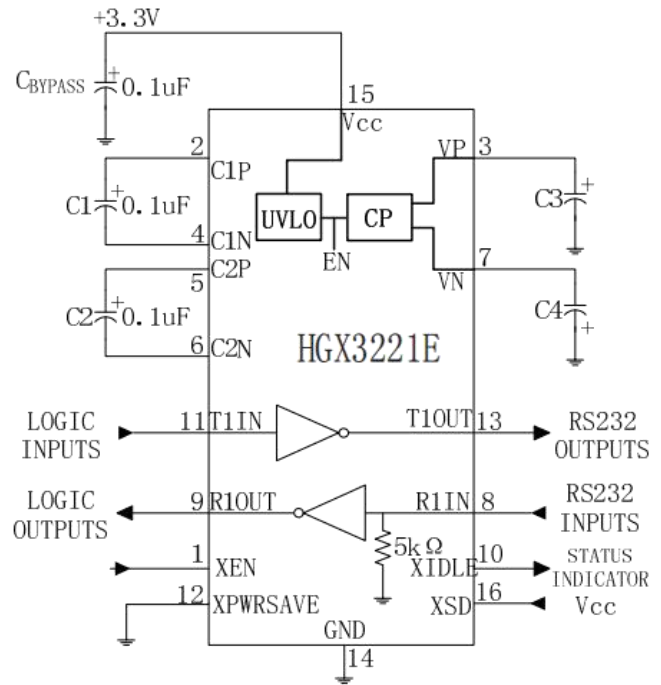 +3.3V
CBYPASS
+
0.1uF
15
Vcc
2
C1P
VP
3
C1
+
0.1uF
UVLO
CP
C3
+
4
C1N
EN
C2P
5
7
VN
C2
+
0.1uF
C4
+
6
C2N
HGX3221E
LOGIC
INPUTS
11
T1IN
T1OUT
13
RS232
OUTPUTS
LOGIC
OUTPUTS
9
R1OUT
R1IN
8
RS232
INPUTS
5kΩ
1
XEN
XIDLE
10
STATUS
INDICATOR
12
XPWRSAVE
XSD
16
Vcc
GND
14